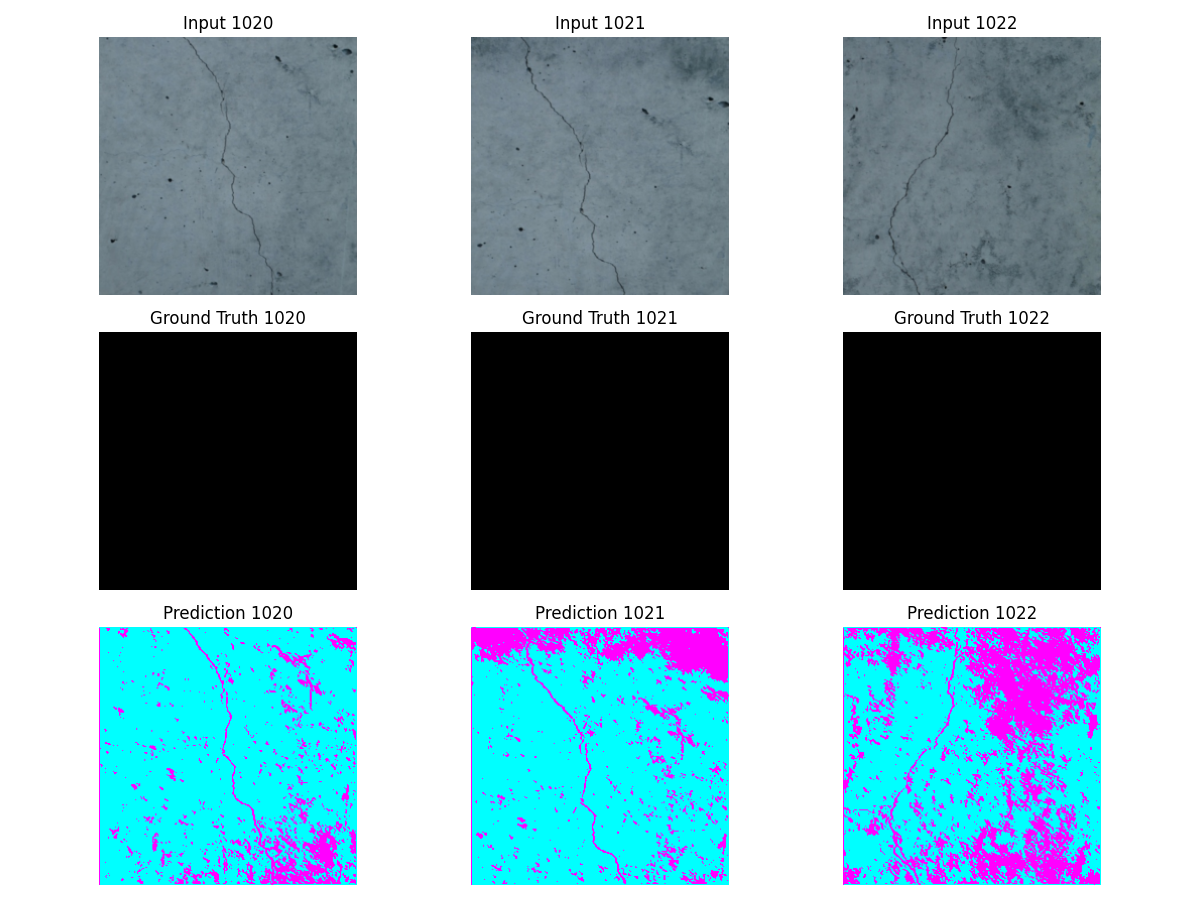 Input 1020
Input 1021
Input 1022
Ground Truth 1020
Ground Truth 1021
Ground Truth 1022
Prediction 1020
Prediction 1021
Prediction 1022